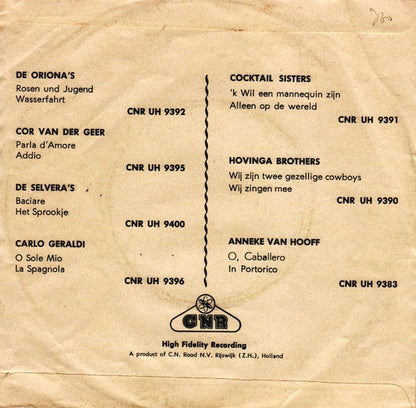 DE ORIONA'S
Rosen und Jugend
Wasserfahrt
CNR UH 9392
COR VAN DER GEER
Parla d'Amore
Addio
CNR UH 9395
DE SELVERA'S
Baciare
Het Sprookje
CNR UH 9400
CARLO GERALDI
O Sole Mio
La Spagnola
CNR UH 9396
COCKTAIL SISTERS
'k Wil een mannequin zijn
Alleen op de wereld
CNR UH 9391
HOVINGA BROTHERS
Wij zijn twee gezellige cowboys
Wij zingen mee
CNR UH 9390
ANNEKE VAN HOOFF
O, Caballero
In Portorico
CNR UH 9383
CNR
High Fidelity Recording
A product of C.N. Rood N.V. Rijswijk (Z.H.), Holland